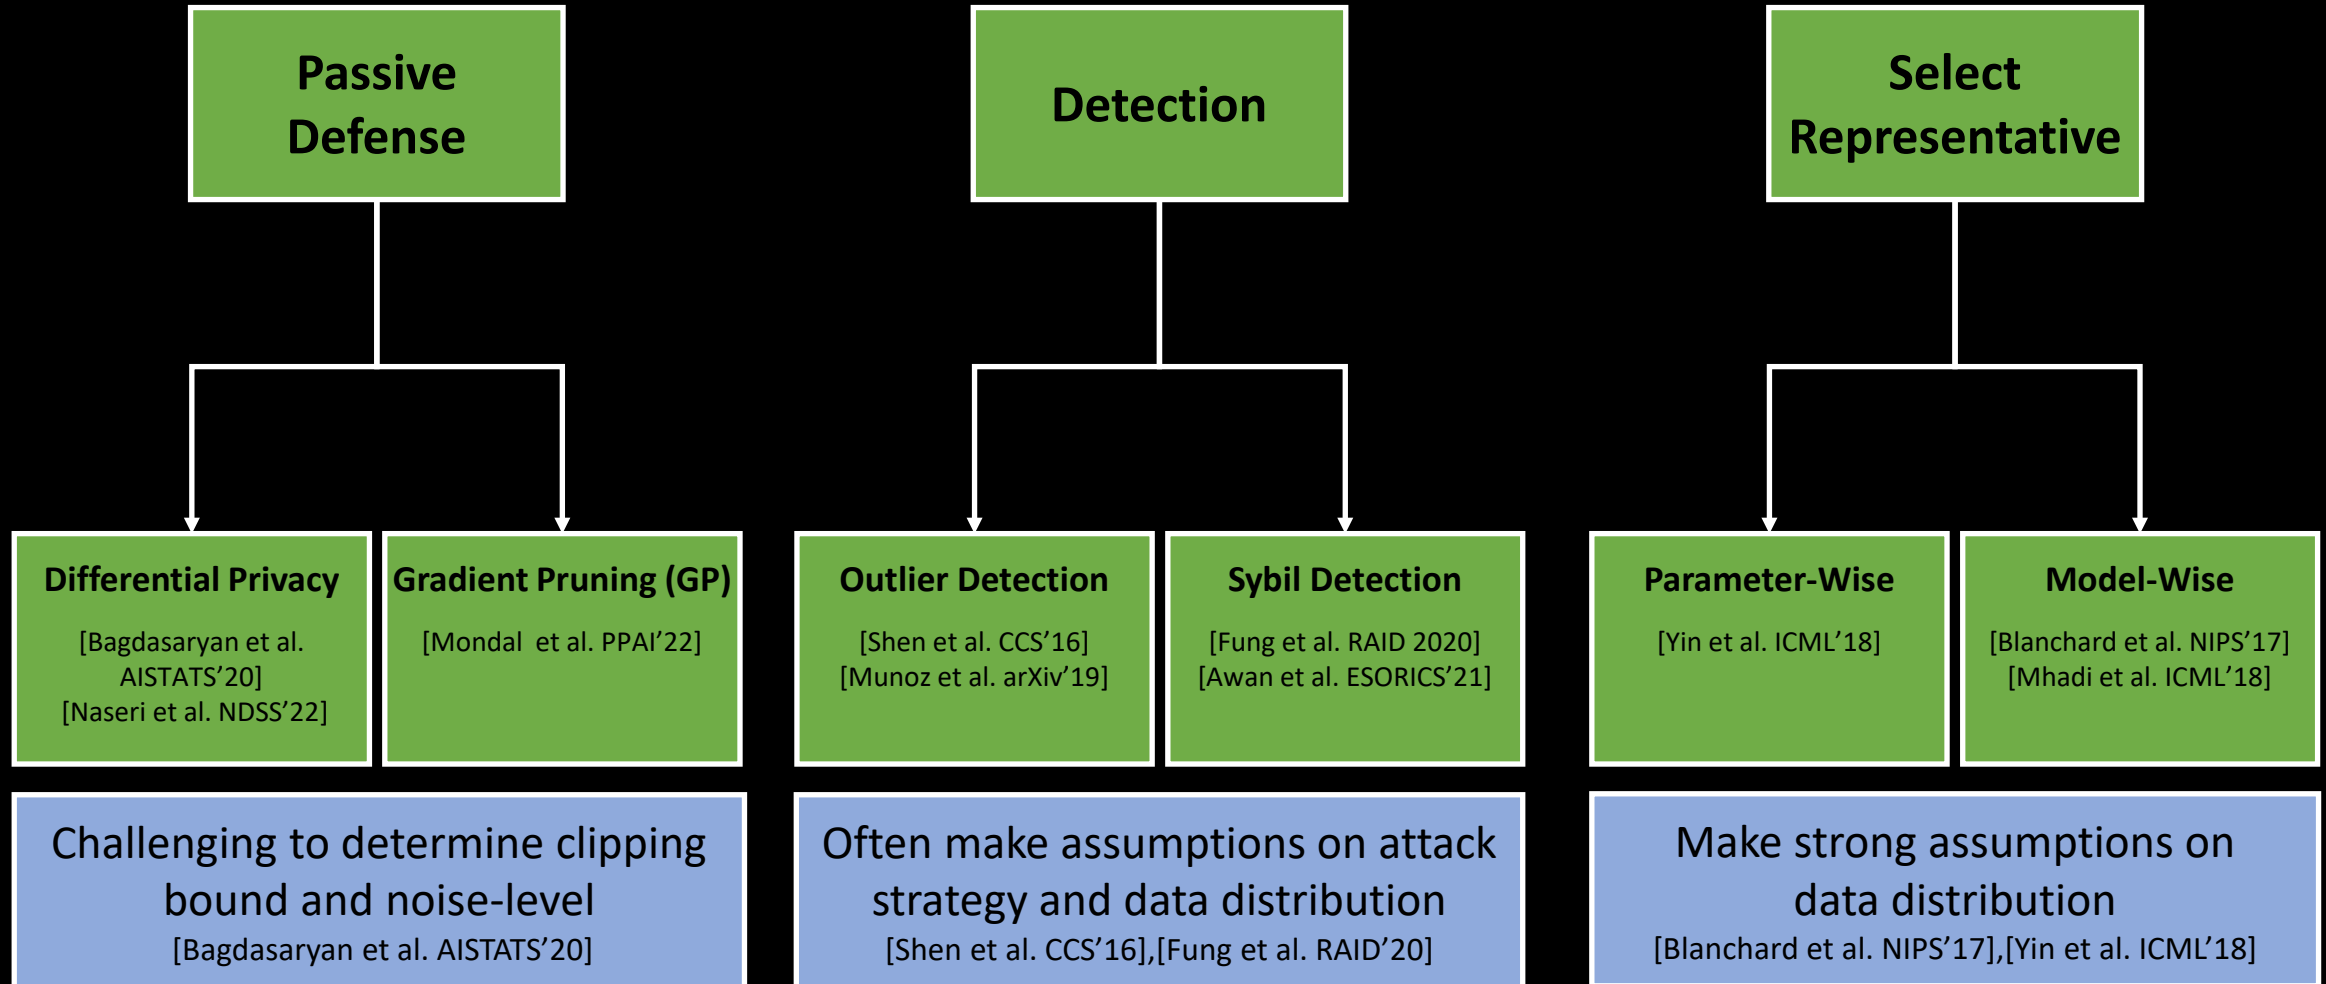 Passive
Defense
Detection
Select
Representative
Differential Privacy
[Bagdasaryan et al.
AISTATS'20]
[Naseri et al. NDSS'22]
Gradient Pruning (GP)
[Mondal  et al. PPAI'22]
Outlier Detection
[Shen et al. CCS'16]
[Munoz et al. arXiv'19]
Sybil Detection
[Fung et al. RAID 2020]
[Awan et al. ESORICS'21]
Parameter-Wise
[Yin et al. ICML'18]
Model-Wise
[Blanchard et al. NIPS'17]
[Mhadi et al. ICML'18]
Challenging to determine clipping
bound and noise-level
[Bagdasaryan et al. AISTATS'20]
Often make assumptions on attack
strategy and data distribution
[Shen et al. CCS'16],[Fung et al. RAID'20]
Make strong assumptions on
data distribution
[Blanchard et al. NIPS'17],[Yin et al. ICML'18]